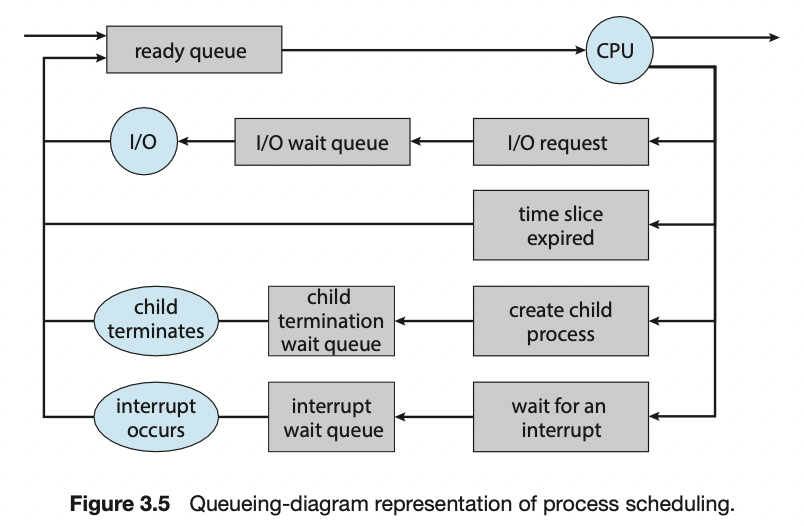 ready queue
CPU
I/O
I/O wait queue
I/O request
time slice
expired
child
terminates
child
termination
wait queue
create child
process
interrupt
occurs
interrupt
wait queue
wait for an
interrupt
Figure 3.5 Queueing-diagram representation of process scheduling.